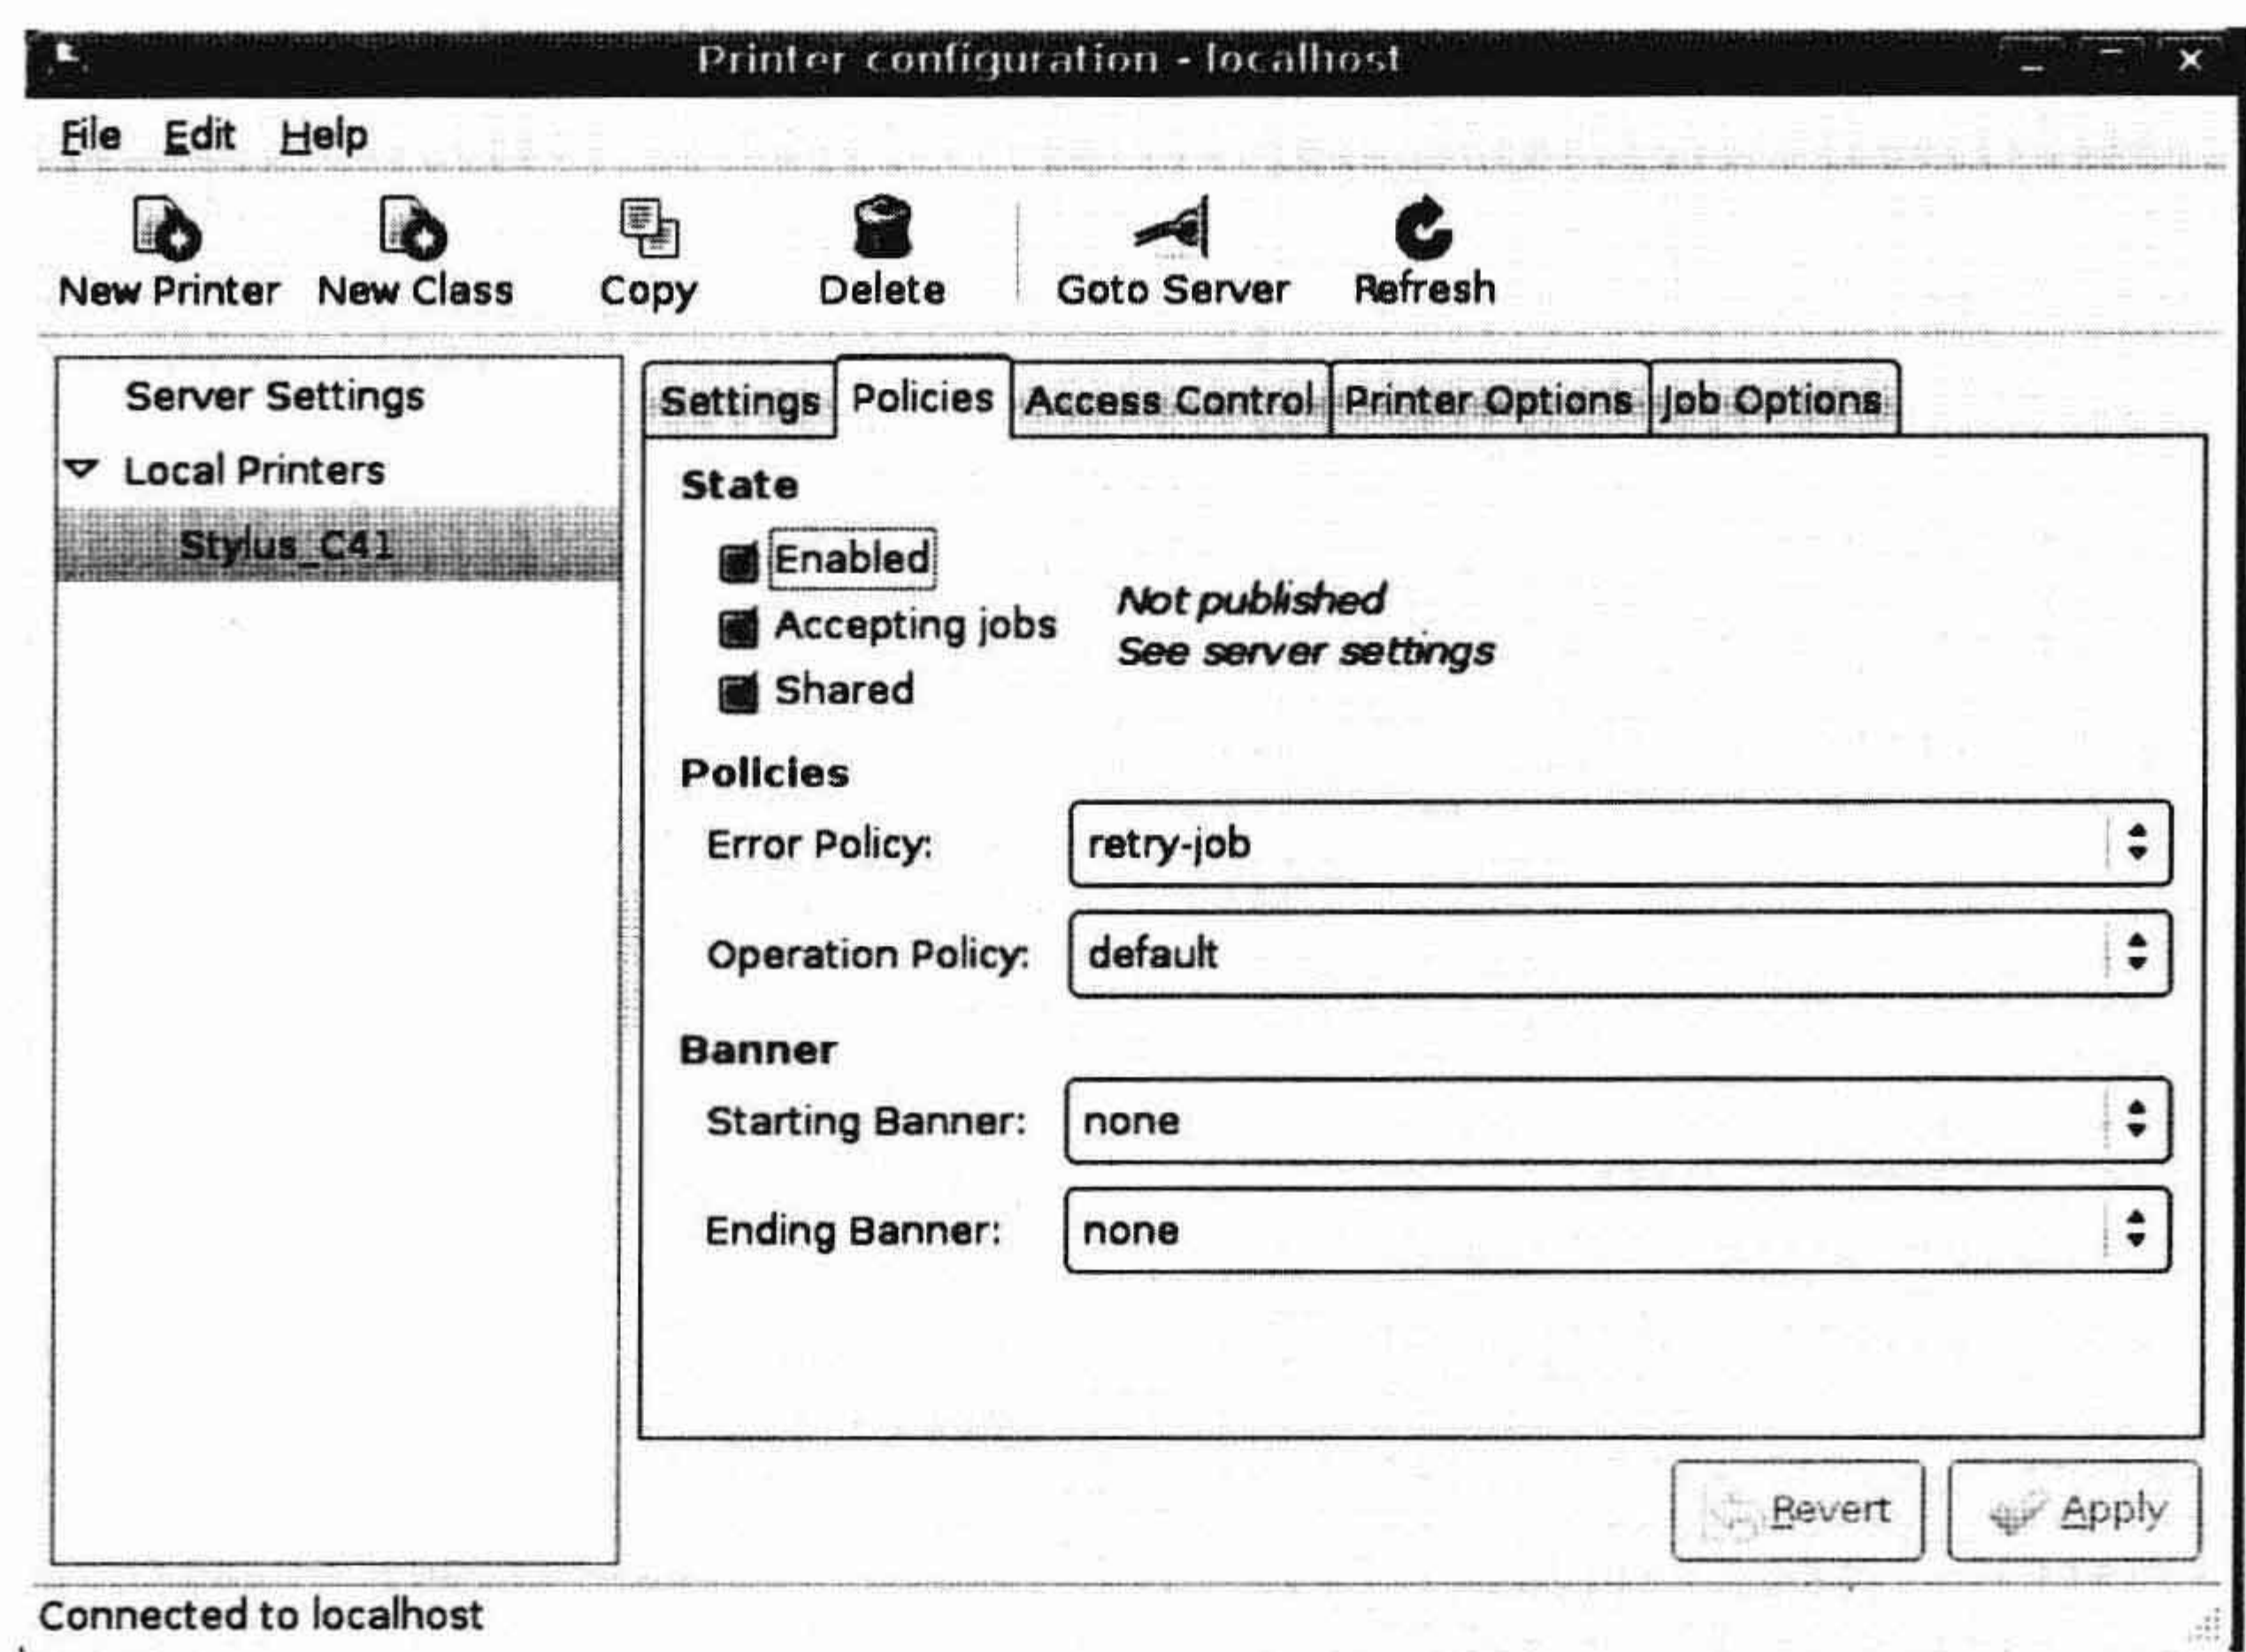 Printer configuration - localhost
File Edit Help
New Printer New Class Copy Delete Goto Server Refresh
Server Settings
Local Printers
Stylus_C41
Settings Policies Access Control Printer Options Job Options
State
Enabled
Accepting jobs
Shared
Not published
See server settings
Policies
Error Policy: retry-job
Operation Policy: default
Banner
Starting Banner: none
Ending Banner: none
Revert Apply
Connected to localhost